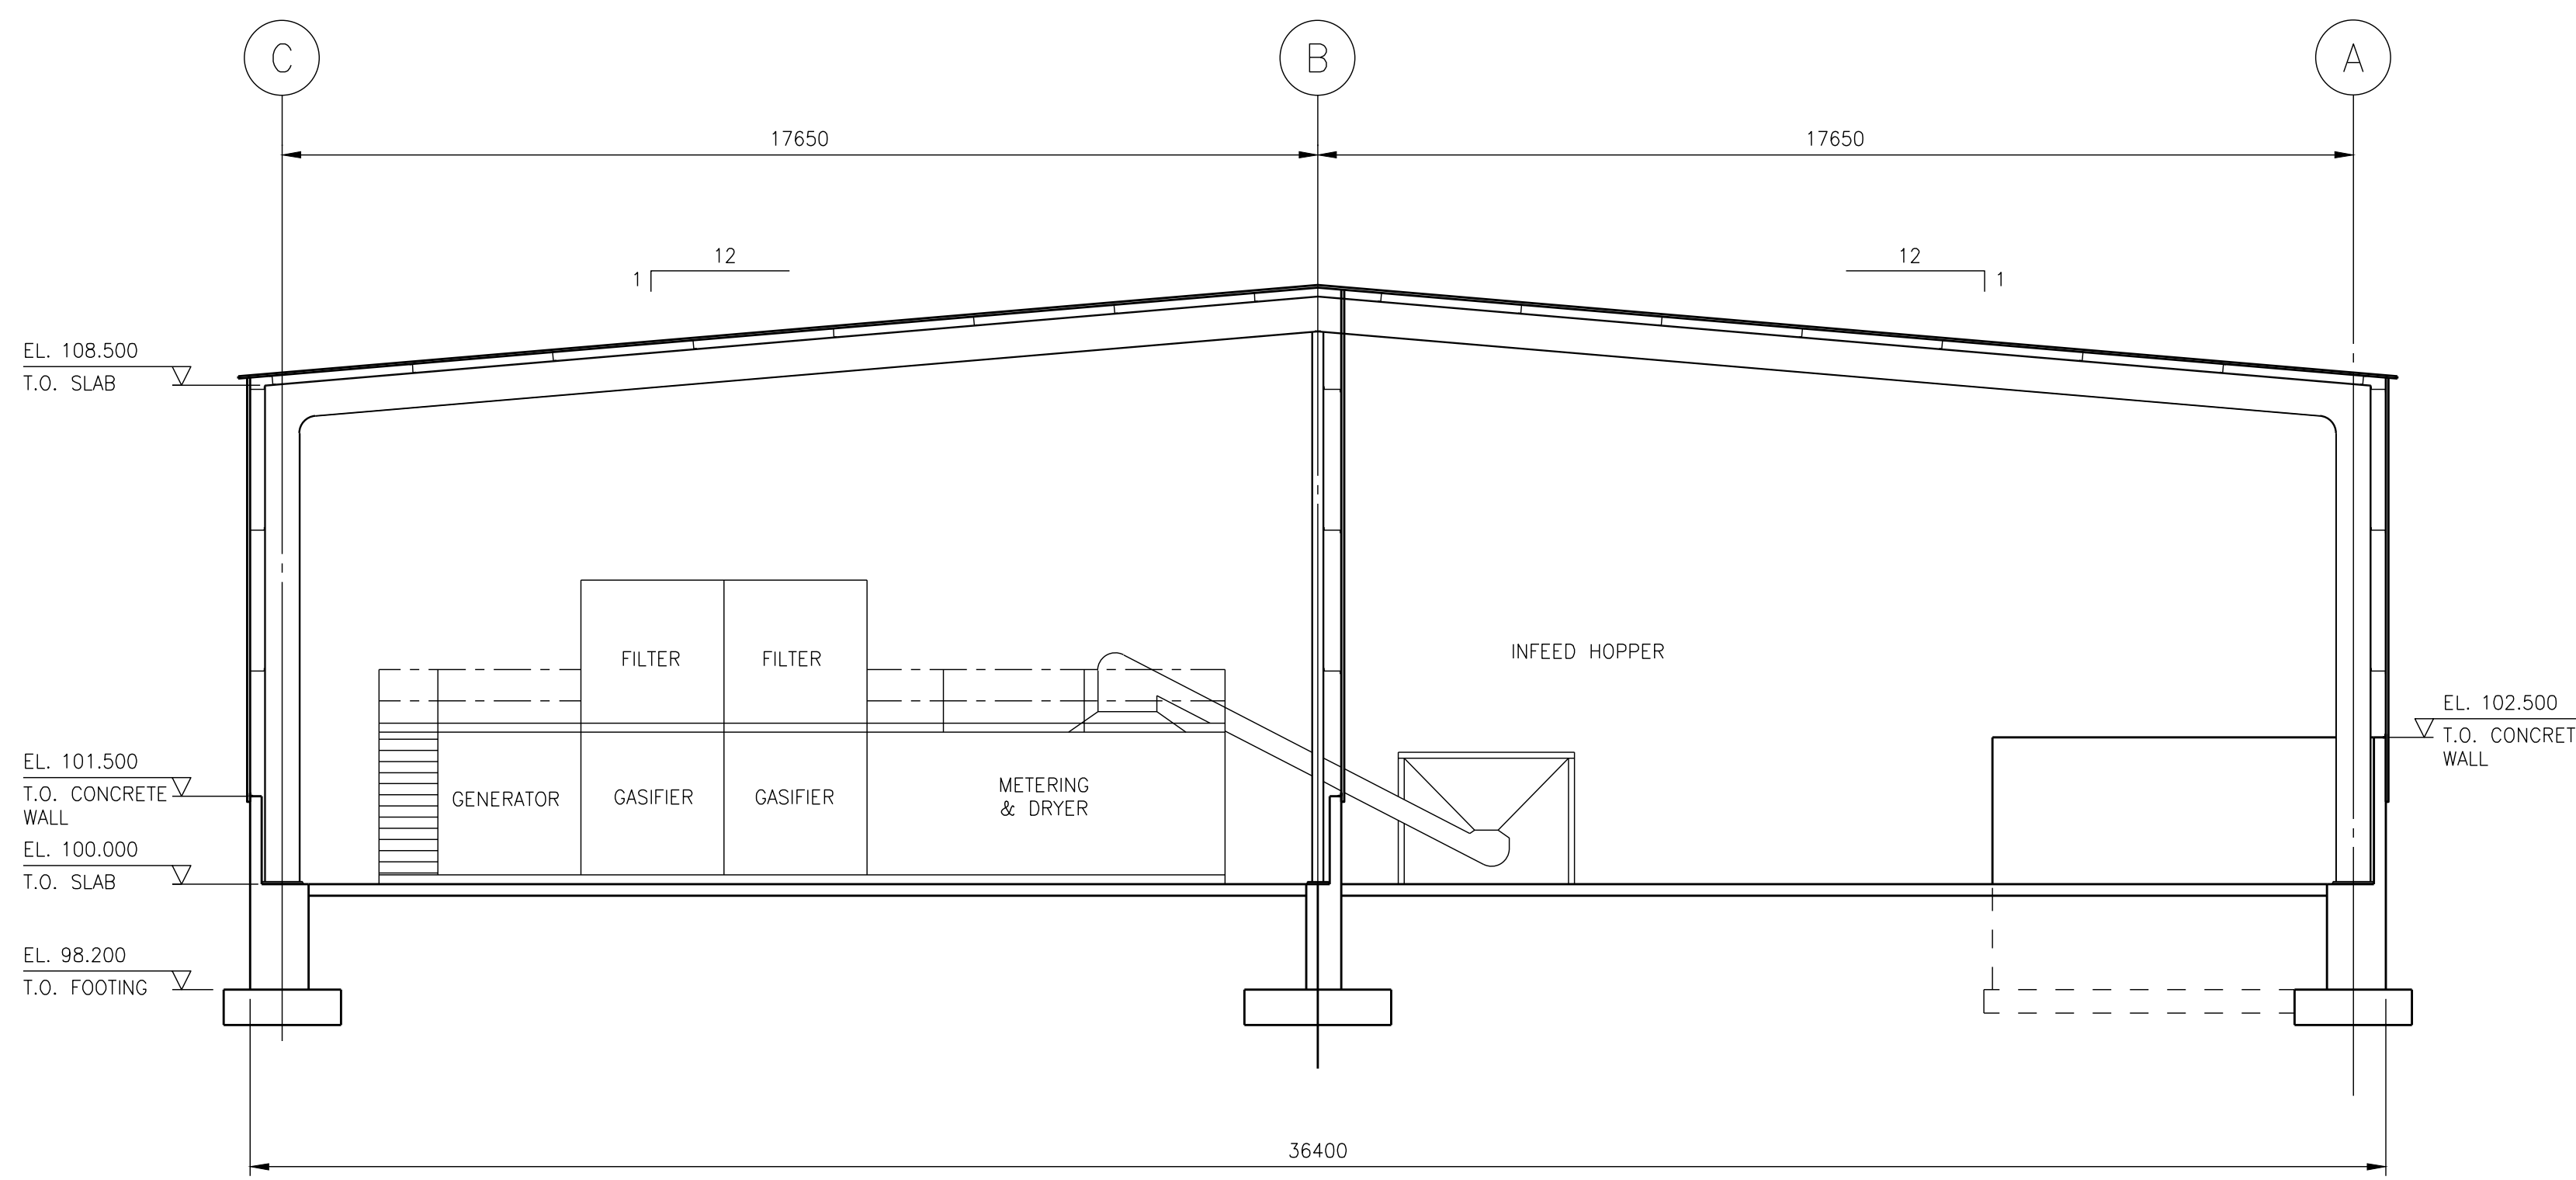 C
B
A
17650
17650
12
1
12
1
EL. 108.500
T.O. SLAB
FILTER
FILTER
INFEED HOPPER
EL. 102.500
T.O. CONCRET
WALL
EL. 101.500
T.O. CONCRETE
WALL
GENERATOR
GASIFIER
GASIFIER
METERING
& DRYER
EL. 100.000
T.O. SLAB
EL. 98.200
T.O. FOOTING
36400